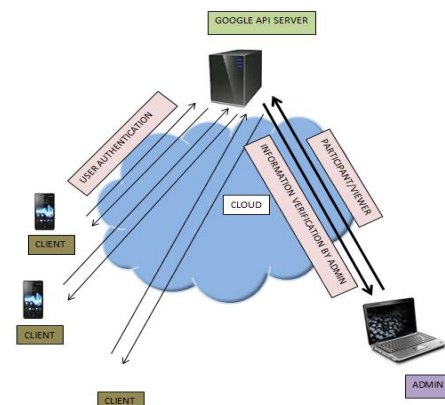 GOOGLE API SERVER
USER AUTHENTICATION
PARTICIPANT/VIEWER
INFORMATION VERIFICATION BY ADMIN
CLOUD
CLIENT
CLIENT
CLIENT
ADMIN